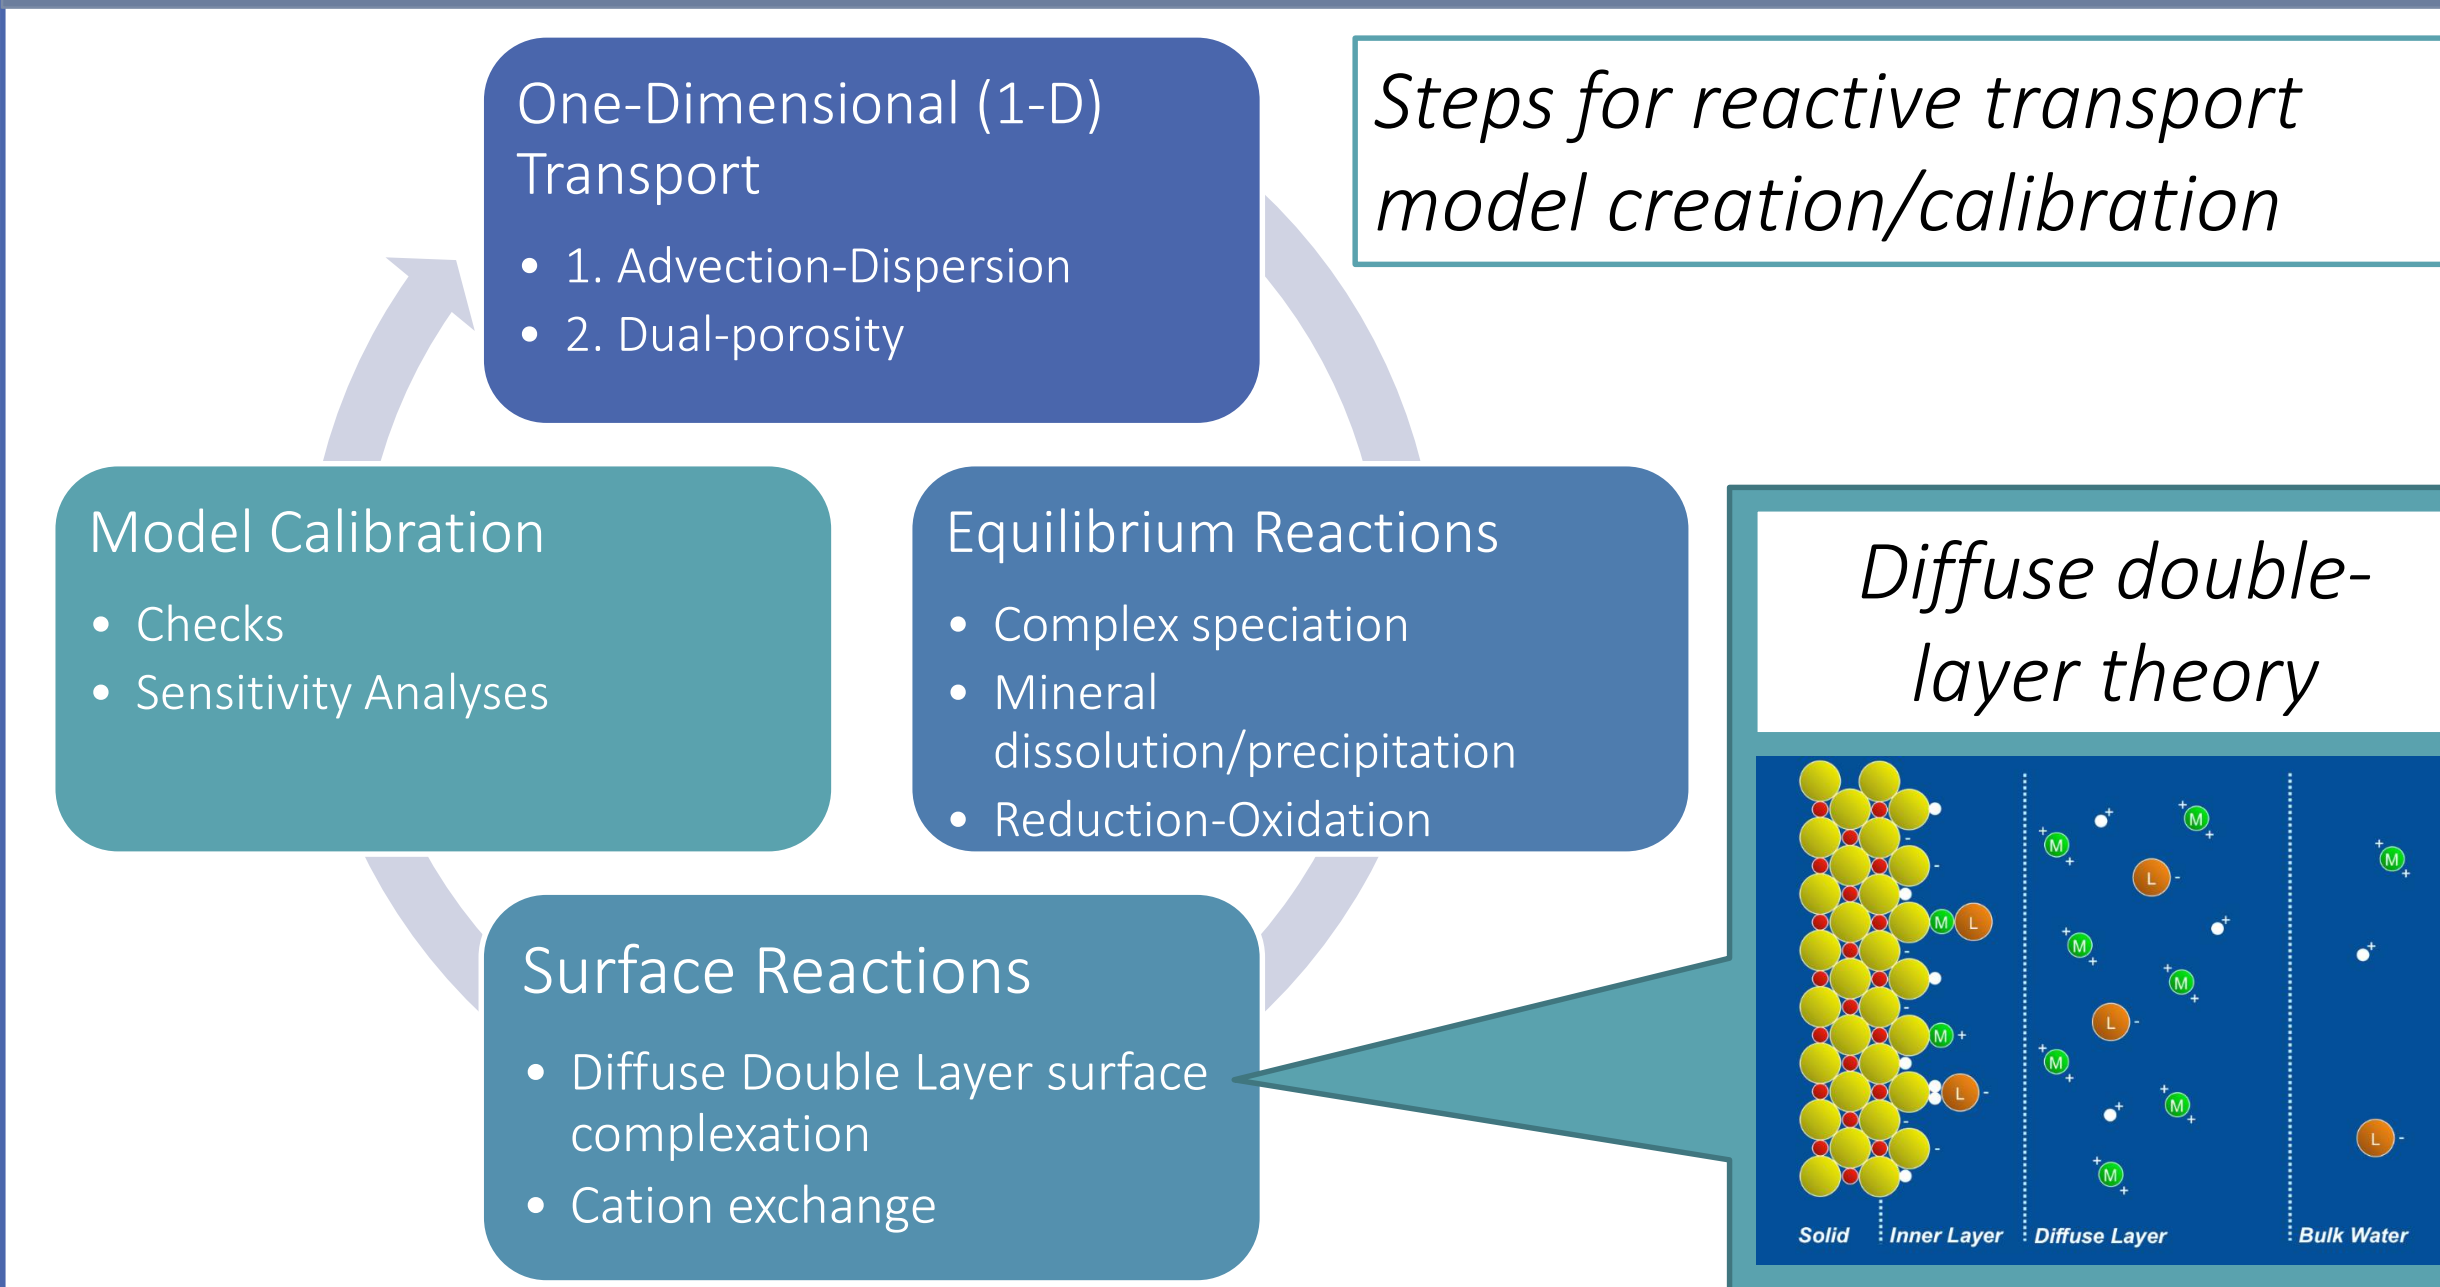 One-Dimensional (1-D)
Transport
• 1. Advection-Dispersion
• 2. Dual-porosity
Steps for reactive transport
model creation/calibration
Model Calibration
• Checks
• Sensitivity Analyses
Equilibrium Reactions
• Complex speciation
• Mineral
dissolution/precipitation
• Reduction-Oxidation
Surface Reactions
• Diffuse Double Layer surface
complexation
• Cation exchange
Diffuse double-
layer theory
M
M
M
L
M
L
M
M
L
M
M
L
M
M
L
L
Solid
Inner Layer
Diffuse Layer
Bulk Water